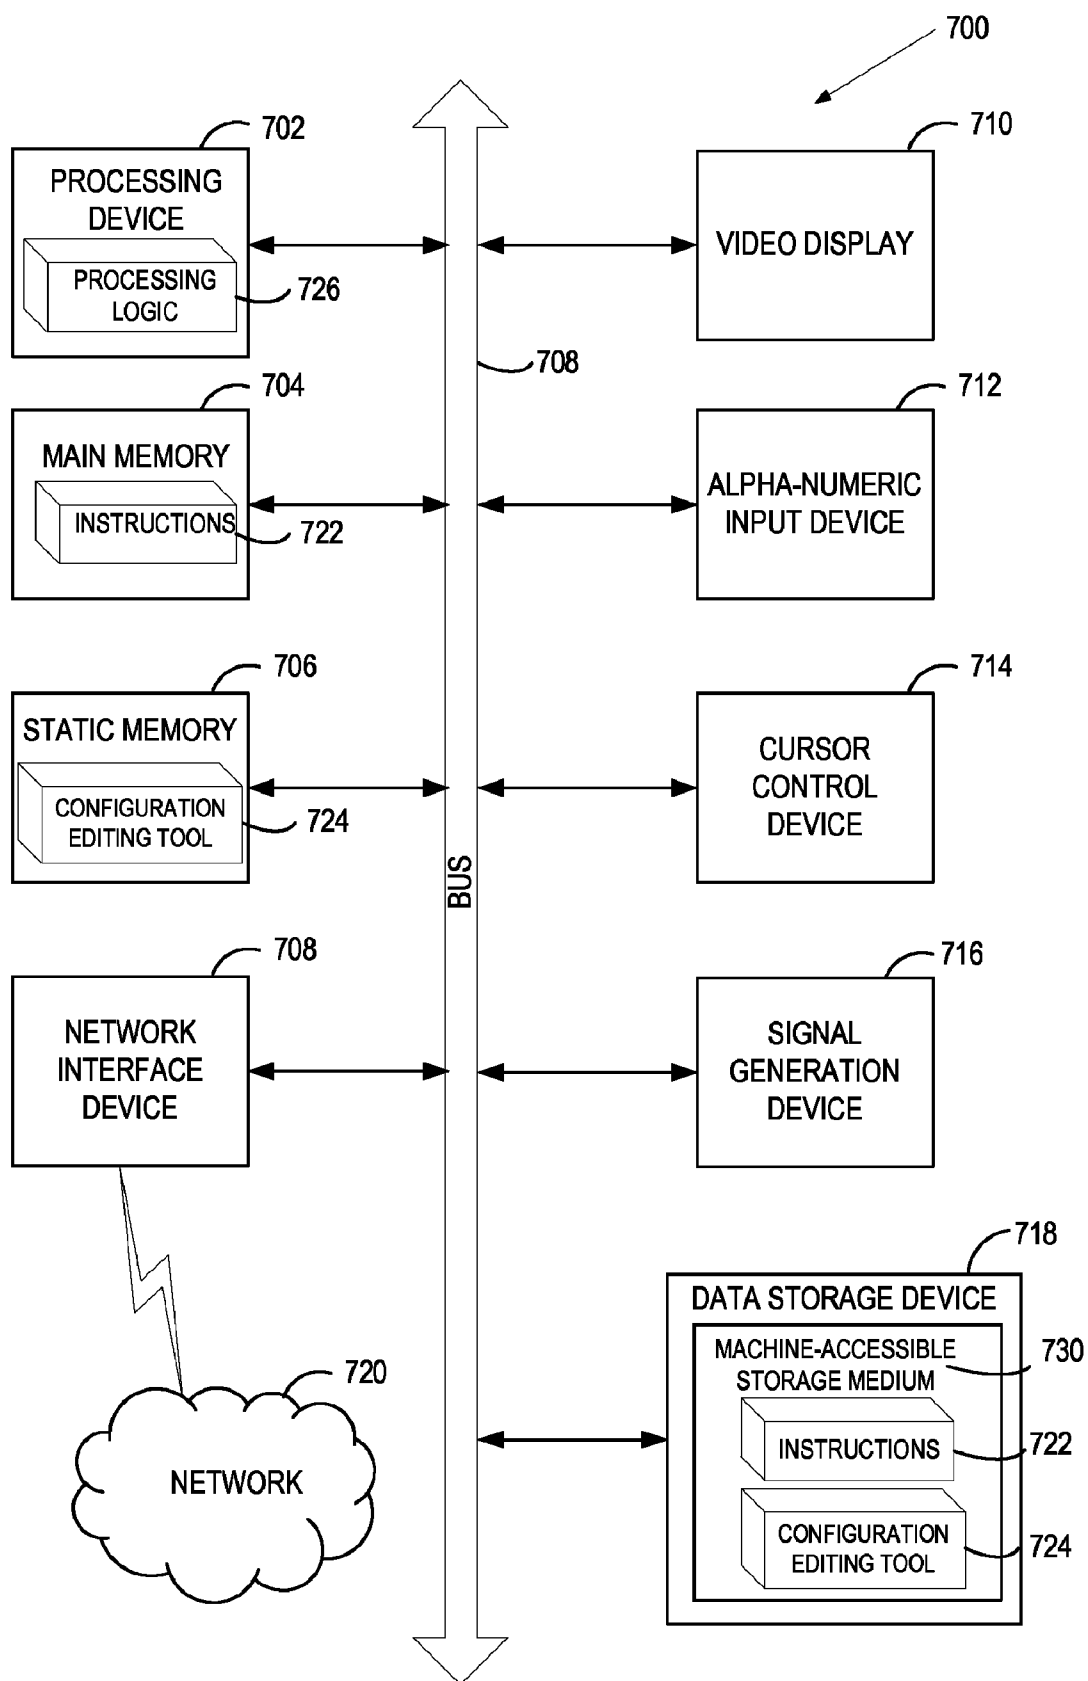 700
702
PROCESSING
DEVICE
PROCESSING
LOGIC
726
710
VIDEO DISPLAY
708
704
MAIN MEMORY
INSTRUCTIONS
722
712
ALPHA-NUMERIC
INPUT DEVICE
706
STATIC MEMORY
CONFIGURATION
EDITING TOOL
724
714
CURSOR
CONTROL
DEVICE
BUS
708
NETWORK
INTERFACE
DEVICE
716
SIGNAL
GENERATION
DEVICE
720
NETWORK
718
DATA STORAGE DEVICE
MACHINE-ACCESSIBLE
STORAGE MEDIUM
730
INSTRUCTIONS
722
CONFIGURATION
EDITING TOOL
724